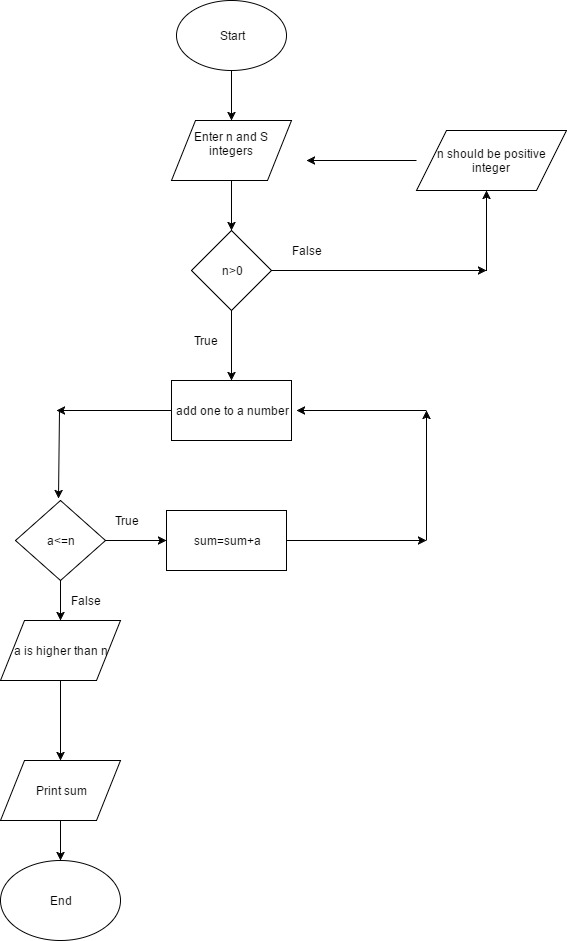 Start
Enter n and S
integers
n should be positive
integer
False
n>0
True
add one to a number
True
a<=n
sum=sum+a
False
a is higher than n
Print sum
End